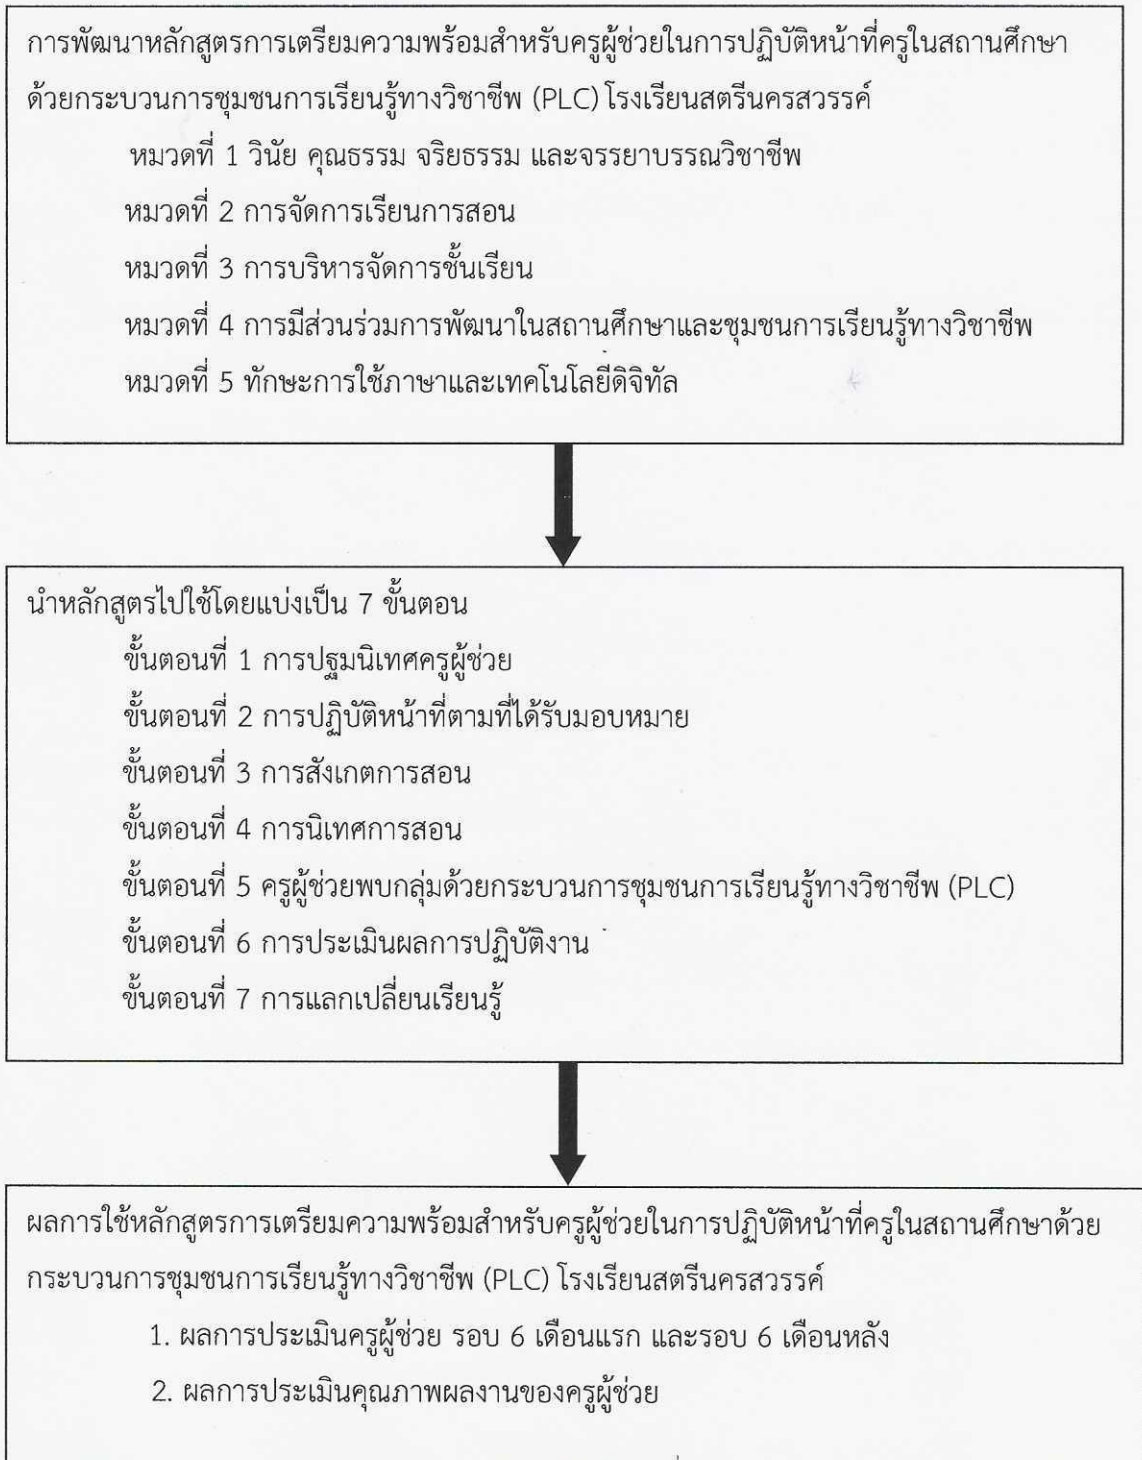 การพัฒนาหลักสูตรการเตรียมความพร้อมสำหรับครูผู้ช่วยในการปฏิบัติหน้าที่ครูในสถานศึกษา
ด้วยกระบวนการชุมชนการเรียนรู้ทางวิชาชีพ (PLC) โรงเรียนสตรีนครสวรรค์
หมวดที่ 1 วินัย คุณธรรม จริยธรรม และจรรยาบรรณวิชาชีพ
หมวดที่ 2 การจัดการเรียนการสอน
หมวดที่ 3 การบริหารจัดการชั้นเรียน
หมวดที่ 4 การมีส่วนร่วมการพัฒนาในสถานศึกษาและชุมชนการเรียนรู้ทางวิชาชีพ
หมวดที่ 5 ทักษะการใช้ภาษาและเทคโนโลยีดิจิทัล
นำหลักสูตรไปใช้โดยแบ่งเป็น 7 ขั้นตอน
ขั้นตอนที่ 1 การปฐมนิเทศครูผู้ช่วย
ขั้นตอนที่ 2 การปฏิบัติหน้าที่ตามที่ได้รับมอบหมาย
ขั้นตอนที่ 3 การสังเกตการสอน
ขั้นตอนที่ 4 การนิเทศการสอน
ขั้นตอนที่ 5 ครูผู้ช่วยพบกลุ่มด้วยกระบวนการชุมชนการเรียนรู้ทางวิชาชีพ (PLC)
ขั้นตอนที่ 6 การประเมินผลการปฏิบัติงาน
ขั้นตอนที่ 7 การแลกเปลี่ยนเรียนรู้
ผลการใช้หลักสูตรการเตรียมความพร้อมสำหรับครูผู้ช่วยในการปฏิบัติหน้าที่ครูในสถานศึกษาด้วย
กระบวนการชุมชนการเรียนรู้ทางวิชาชีพ (PLC) โรงเรียนสตรีนครสวรรค์
1. ผลการประเมินครูผู้ช่วย รอบ 6 เดือนแรก และรอบ 6 เดือนหลัง
2. ผลการประเมินคุณภาพผลงานของครูผู้ช่วย